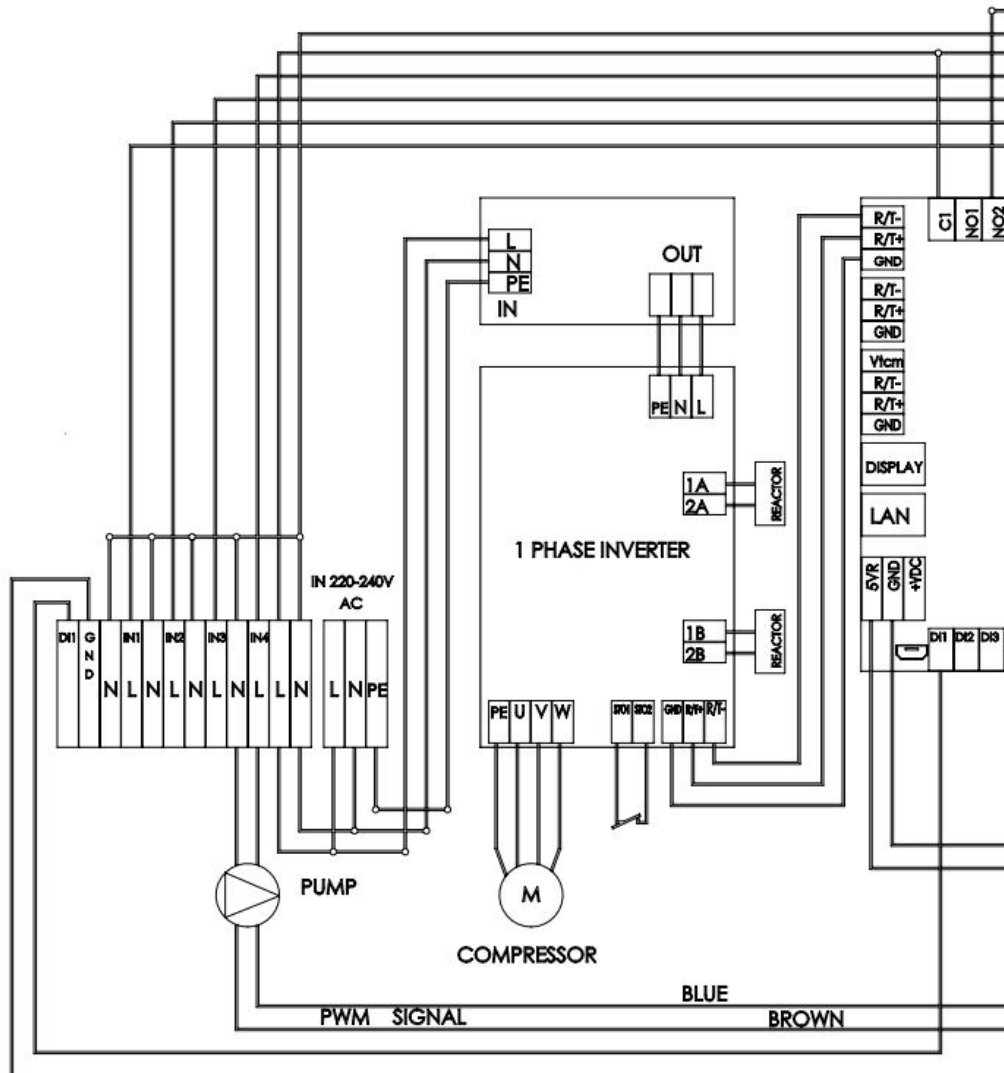 C1
NO1
NO2
R/T-
R/T+
GND
R/T-
R/T+
GND
Vtcm
R/T-
R/T+
GND
DISPLAY
LAN
5VR
GND
+VDC
DI1
DI2
DI3
L
N
PE
IN
OUT
PE N L
1A
2A
REACTOR
1 PHASE INVERTER
1B
2B
REACTOR
PE U V W
STO1
STO2
GND
R/T+
R/T-
IN 220-240V
AC
DI1
GND
IN1
IN2
IN3
IN4
N L N L N L N L L N
L N PE
PUMP
M
COMPRESSOR
BLUE
PWM SIGNAL
BROWN